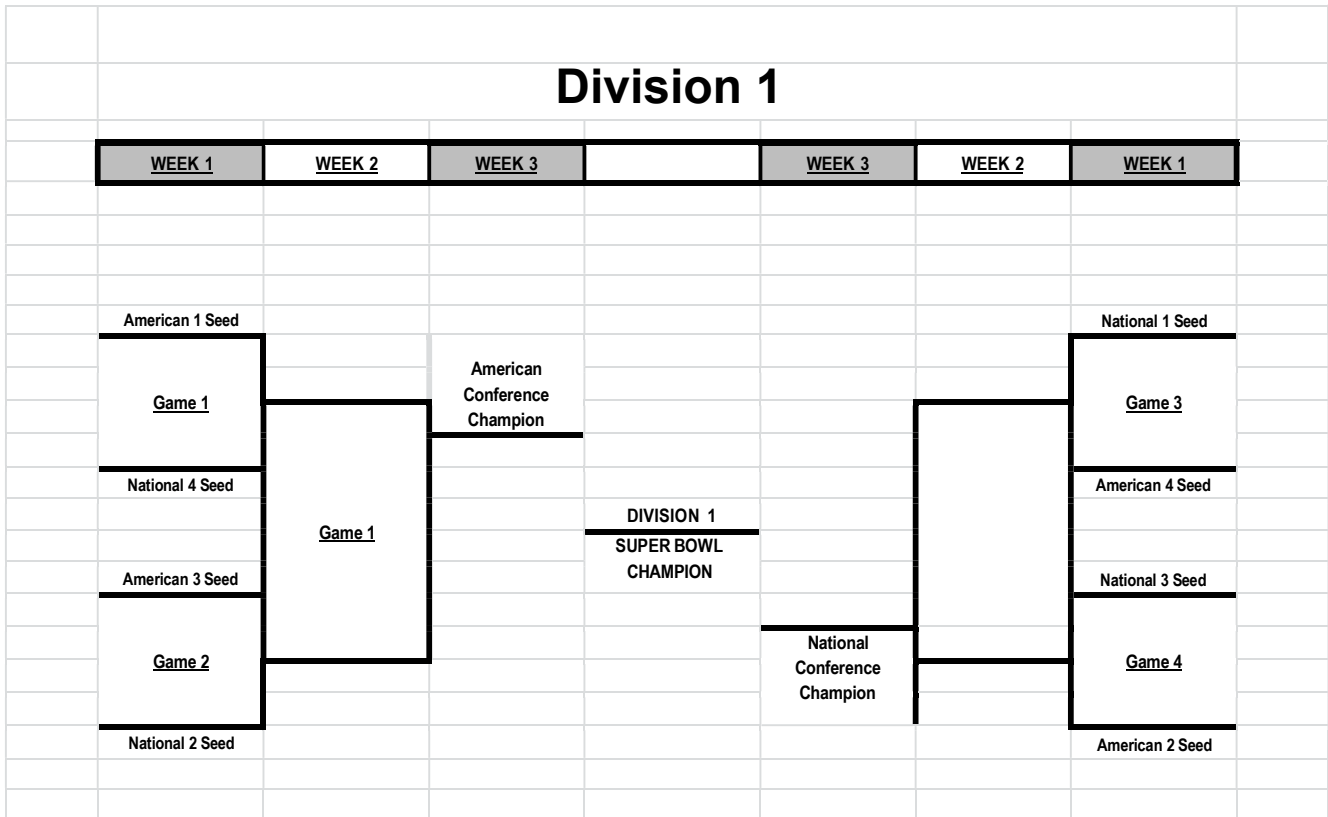 Division 1
WEEK 1 WEEK 2 WEEK 3 WEEK 3 WEEK 2 WEEK 1
American 1 Seed
Game 1
National 4 Seed
American 3 Seed
Game 2
National 2 Seed
Game 1
American
Conference
Champion
DIVISION 1
SUPER BOWL
CHAMPION
National
Conference
Champion
National 1 Seed
Game 3
American 4 Seed
National 3 Seed
Game 4
American 2 Seed